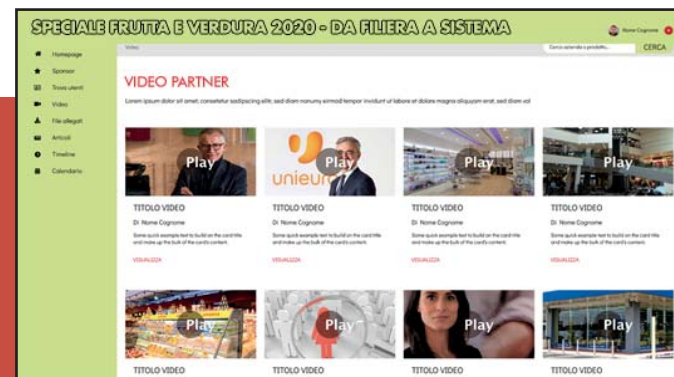 SPECIALE FRUTTA E VERDURA 2020 - DA FILIERA A SISTEMA
Nome Cognome
Homepage
Sponsor
Trova utenti
Video
File allegati
Articoli
Timeline
Calendario
Video
Cerca azienda o prodotto...
CERCA
VIDEO PARTNER
Lorem ipsum dolor sit amet, consetetur sadipscing elitr, sed diam nonumy eirmod tempor invidunt ut labore et dolore magna aliquyam erat, sed diam vol
Play
unieuro
Play
Play
Play
TITOLO VIDEO
Di: Nome Cognome
Some quick example text to build on the card title
and make up the bulk of the card's content.
VISUALIZZA
TITOLO VIDEO
Di: Nome Cognome
Some quick example text to build on the card title
and make up the bulk of the card's content.
VISUALIZZA
TITOLO VIDEO
Di: Nome Cognome
Some quick example text to build on the card title
and make up the bulk of the card's content.
VISUALIZZA
TITOLO VIDEO
Di: Nome Cognome
Some quick example text to build on the card title
and make up the bulk of the card's content.
VISUALIZZA
Play
Play
Play
Play
TITOLO VIDEO
TITOLO VIDEO
TITOLO VIDEO
TITOLO VIDEO